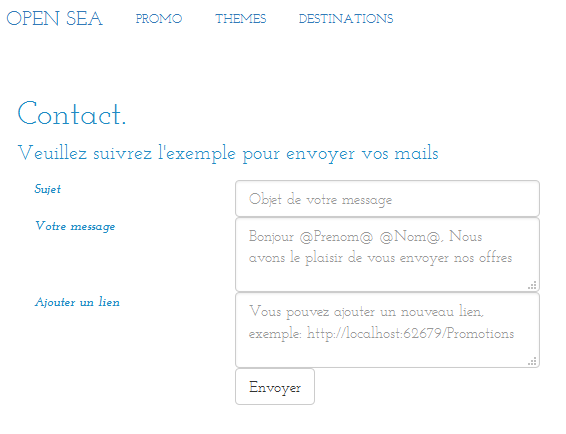 OPEN SEA PROMO THEMES DESTINATIONS
Contact.
Veuillez suivrez l'exemple pour envoyer vos mails
Sujet
Objet de votre message
Votre message
Bonjour @Prenom@ @Nom@, Nous
avons le plaisir de vous envoyer nos offres
Ajouter un lien
Vous pouvez ajouter un nouveau lien,
exemple: http://localhost:62679/Promotions
Envoyer